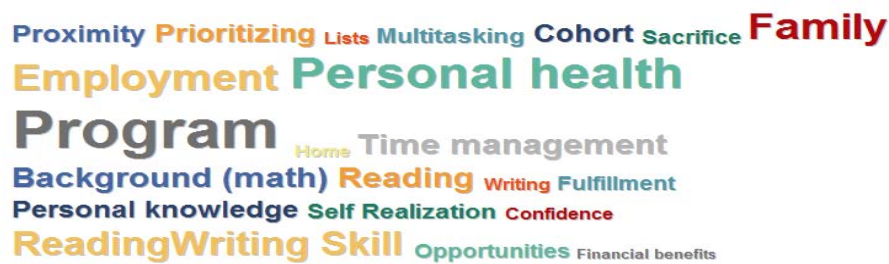 Proximity Prioritizing Lists Multitasking Cohort Sacrifice Family
Employment Personal health
Program Home Time management
Background (math) Reading Writing Fulfillment
Personal knowledge Self Realization Confidence
ReadingWriting Skill Opportunities Financial benefits